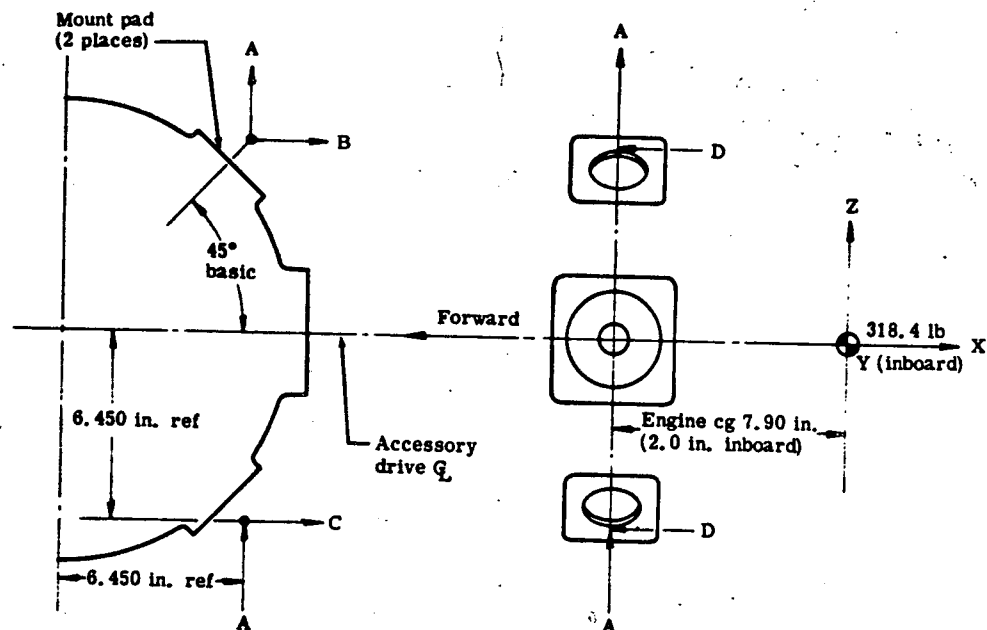 Mount pad
(2 places)
A
B
45°
basic
6.450 in. ref
Accessory
drive ℄
C
6.450 in. ref
A
A
D
Z
Forward
318.4 lb
X
Y (inboard)
Engine cg 7.90 in.
(2.0 in. inboard)
D
A